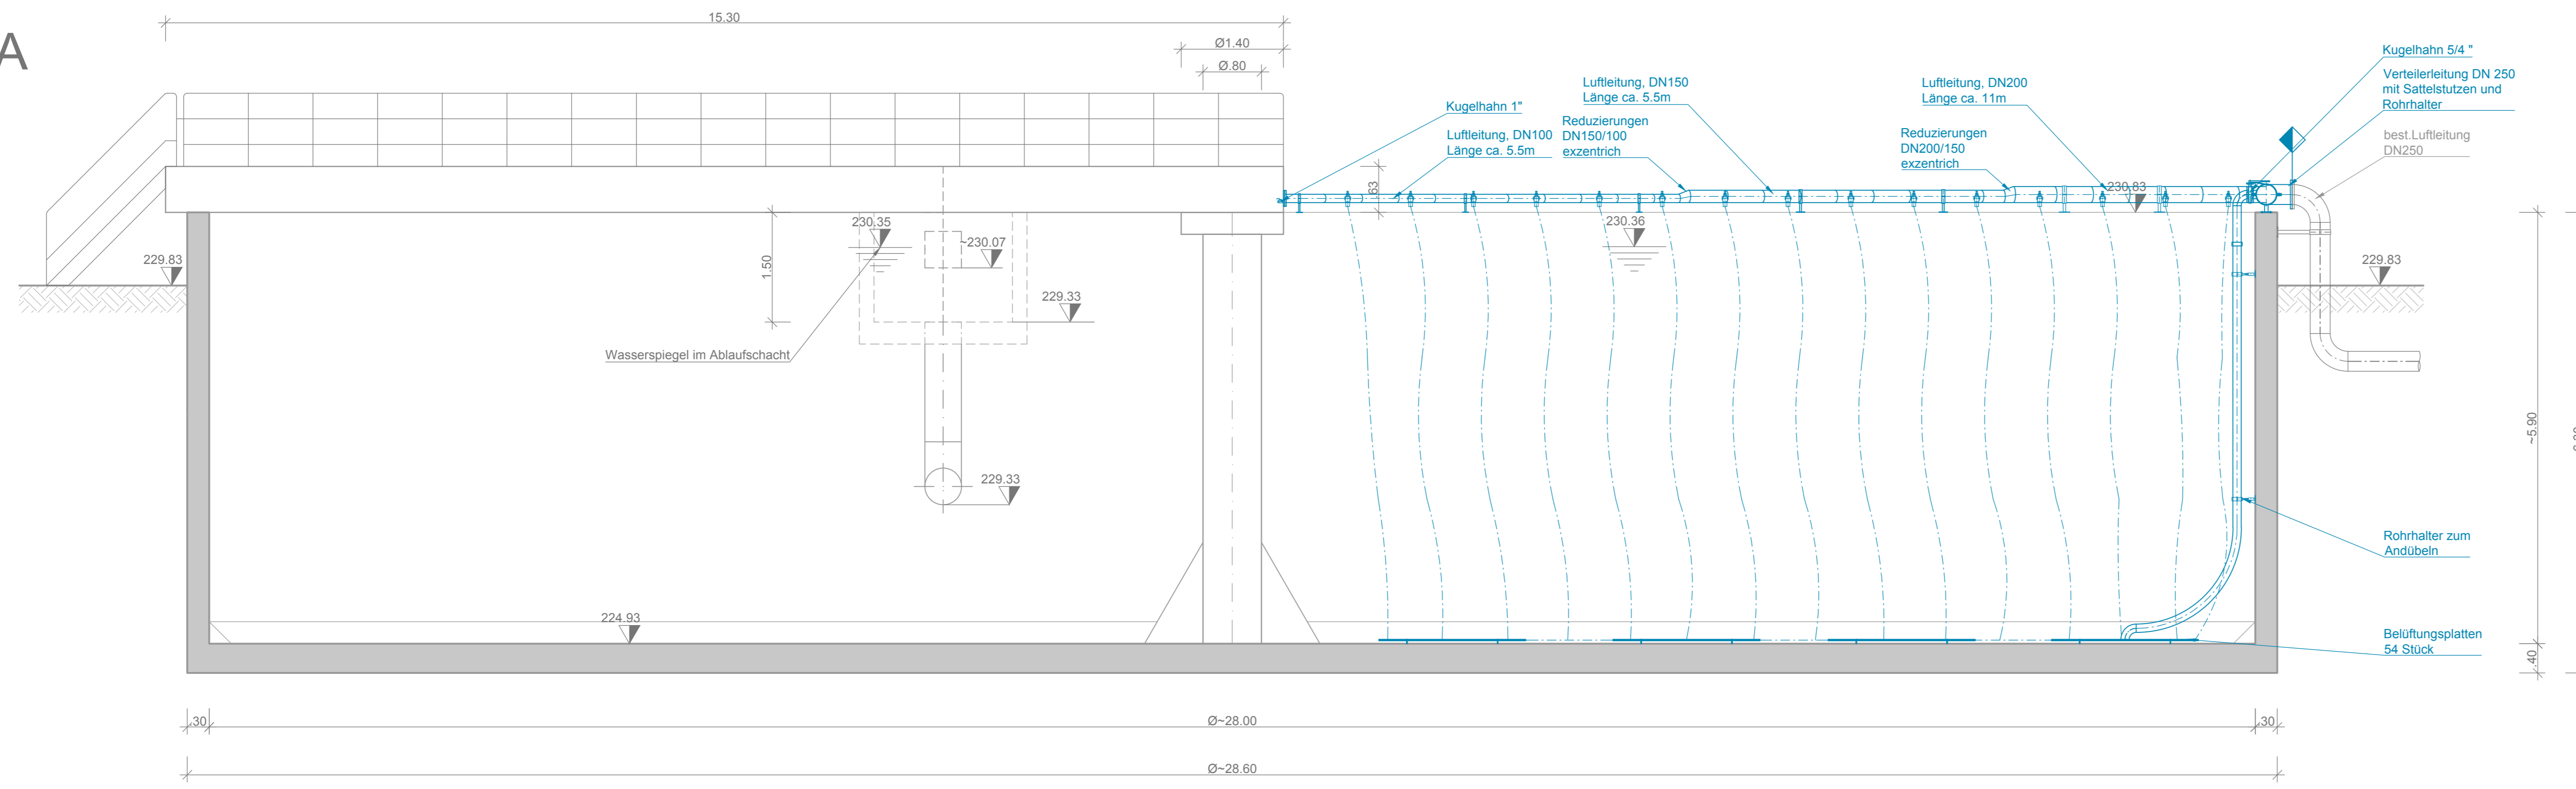 A
15.30
Ø1.40
Ø.80
Kugelhahn 5/4 "
Verteilerleitung DN 250
mit Sattelstutzen und
Rohrhalter
best.Luftleitung
DN250
Kugelhahn 1"
Luftleitung, DN100
Länge ca. 5.5m
Reduzierungen
DN150/100
exzentrich
Luftleitung, DN150
Länge ca. 5.5m
Reduzierungen
DN200/150
exzentrich
Luftleitung, DN200
Länge ca. 11m
63
230.83
230.35
~230.07
230.36
229.83
229.83
1.50
229.33
Wasserspiegel im Ablaufschacht
229.33
~5.90
Rohrhalter zum
Andübeln
224.93
Belüftungsplatten
54 Stück
.40
.30
Ø~28.00
.30
Ø~28.60